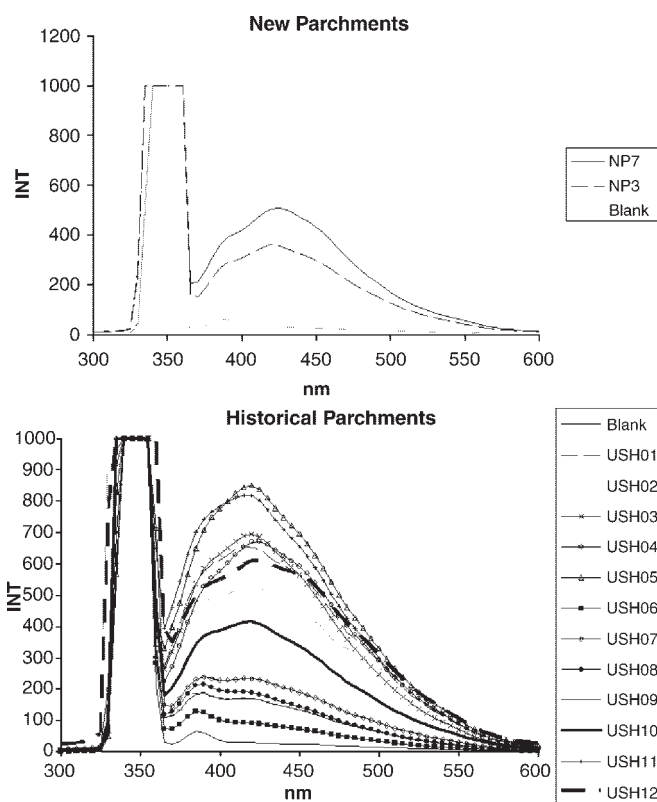 New Parchments
1200
1000
800
600
400
200
0
INT
300 350 400 450 500 550 600
nm
NP7
NP3
Blank
Historical Parchments
1000
900
800
700
600
500
400
300
200
100
0
INT
300 350 400 450 500 550 600
nm
Blank
USH01
USH02
USH03
USH04
USH05
USH06
USH07
USH08
USH09
USH10
USH11
USH12